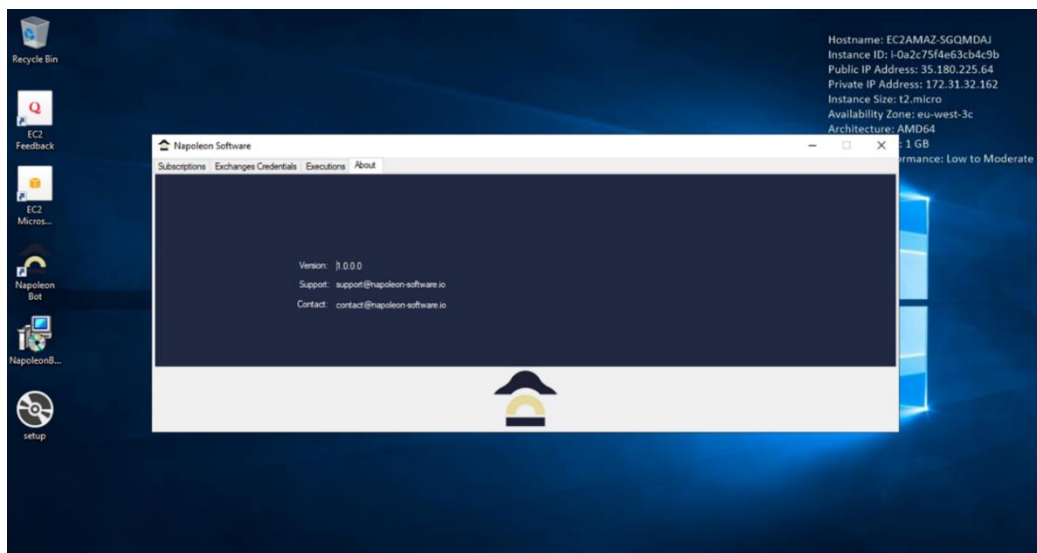 Recycle Bin
EC2
Feedback
EC2
Micros...
Napoleon
Bot
NapoleonB...
setup
Hostname: EC2AMAZ-SGQMDAJ
Instance ID: i-0a2c75f4e63cb4c9b
Public IP Address: 35.180.225.64
Private IP Address: 172.31.32.162
Instance Size: t2.micro
Availability Zone: eu-west-3c
Architecture: AMD64
: 1 GB
ormance: Low to Moderate
Napoleon Software
Subscriptions Exchanges Credentials Executions About
Version: 1.0.0.0
Support: support@napoleon-software.io
Contact: contact@napoleon-software.io